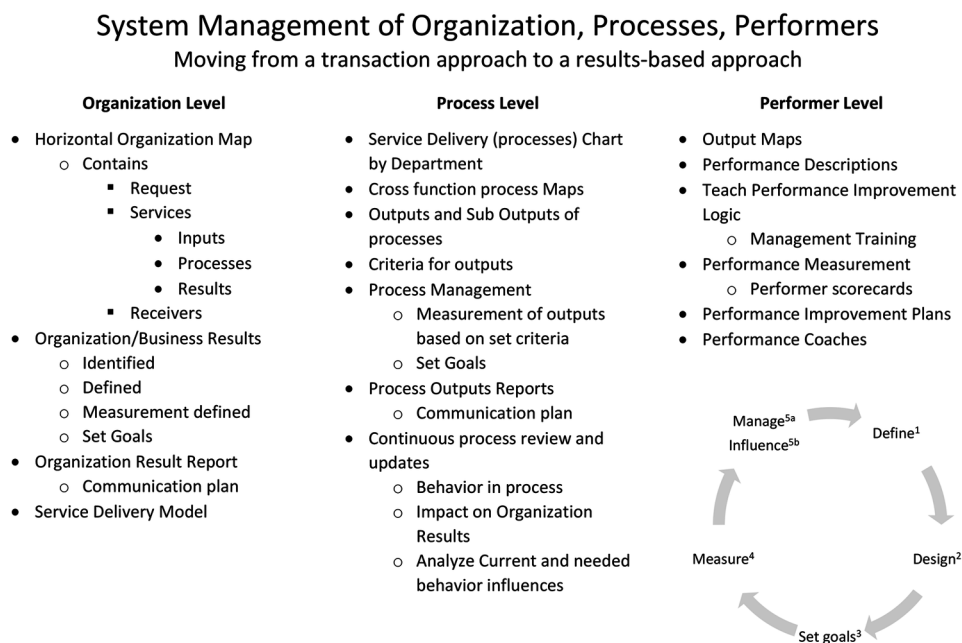 System Management of Organization, Processes, Performers
Moving from a transaction approach to a results-based approach
Organization Level
• Horizontal Organization Map
o Contains
▪ Request
▪ Services
• Inputs
• Processes
• Results
▪ Receivers
• Organization/Business Results
o Identified
o Defined
o Measurement defined
o Set Goals
• Organization Result Report
o Communication plan
• Service Delivery Model
Process Level
• Service Delivery (processes) Chart
by Department
• Cross function process Maps
• Outputs and Sub Outputs of
processes
• Criteria for outputs
• Process Management
o Measurement of outputs
based on set criteria
o Set Goals
• Process Outputs Reports
o Communication plan
• Continuous process review and
updates
o Behavior in process
o Impact on Organization
Results
o Analyze Current and needed
behavior influences
Performer Level
• Output Maps
• Performance Descriptions
• Teach Performance Improvement
Logic
o Management Training
• Performance Measurement
o Performer scorecards
• Performance Improvement Plans
• Performance Coaches
Manage⁵ᵃ
Influence⁵ᵇ
Define¹
Design²
Set goals³
Measure⁴